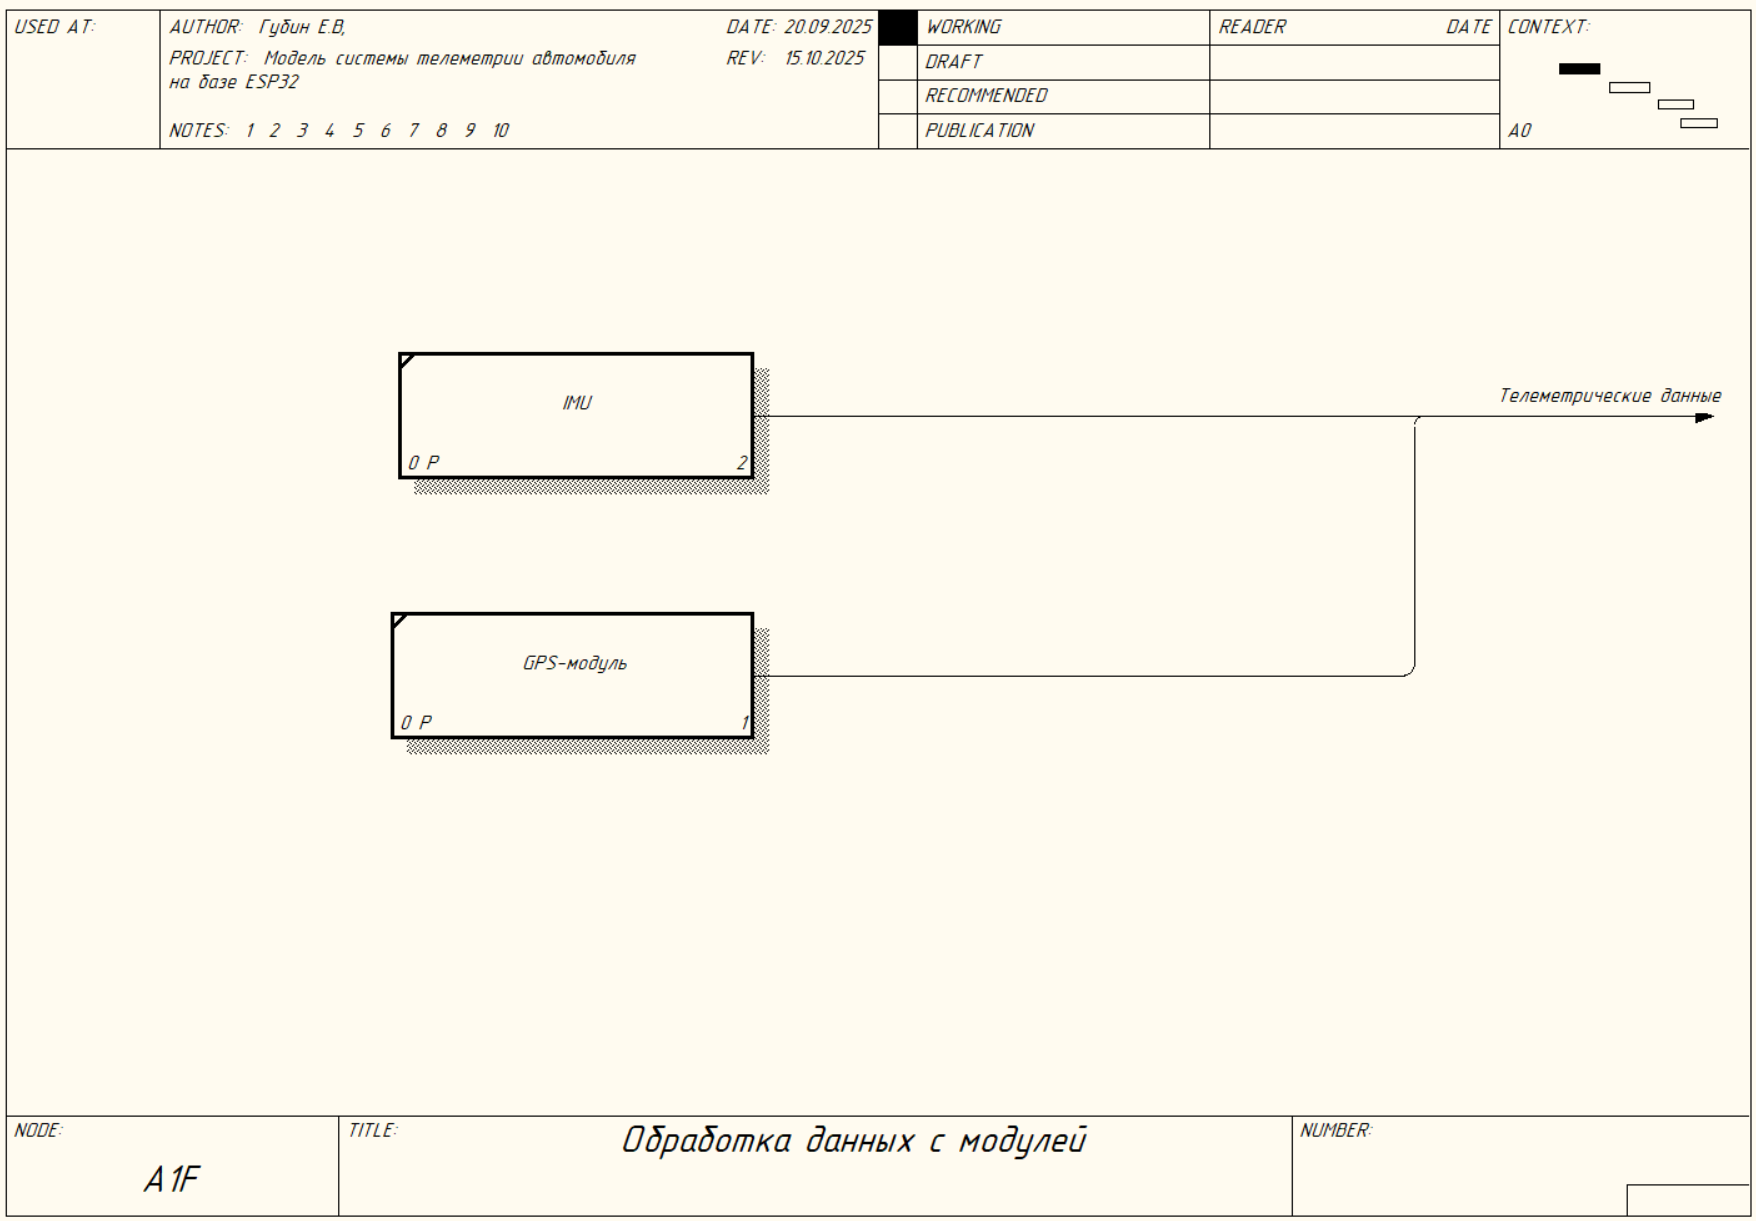 USED AT:
AUTHOR: Губин Е.В,
DATE: 20.09.2025
PROJECT: Модель системы телеметрии автомобиля
на базе ESP32
REV: 15.10.2025
NOTES: 1 2 3 4 5 6 7 8 9 10
WORKING
DRAFT
RECOMMENDED
PUBLICATION
READER DATE
CONTEXT:
A0
IMU
0 Р
2
Телеметрические данные
GPS-модуль
0 Р
1
NODE:
A1F
TITLE:
Обработка данных с модулей
NUMBER: